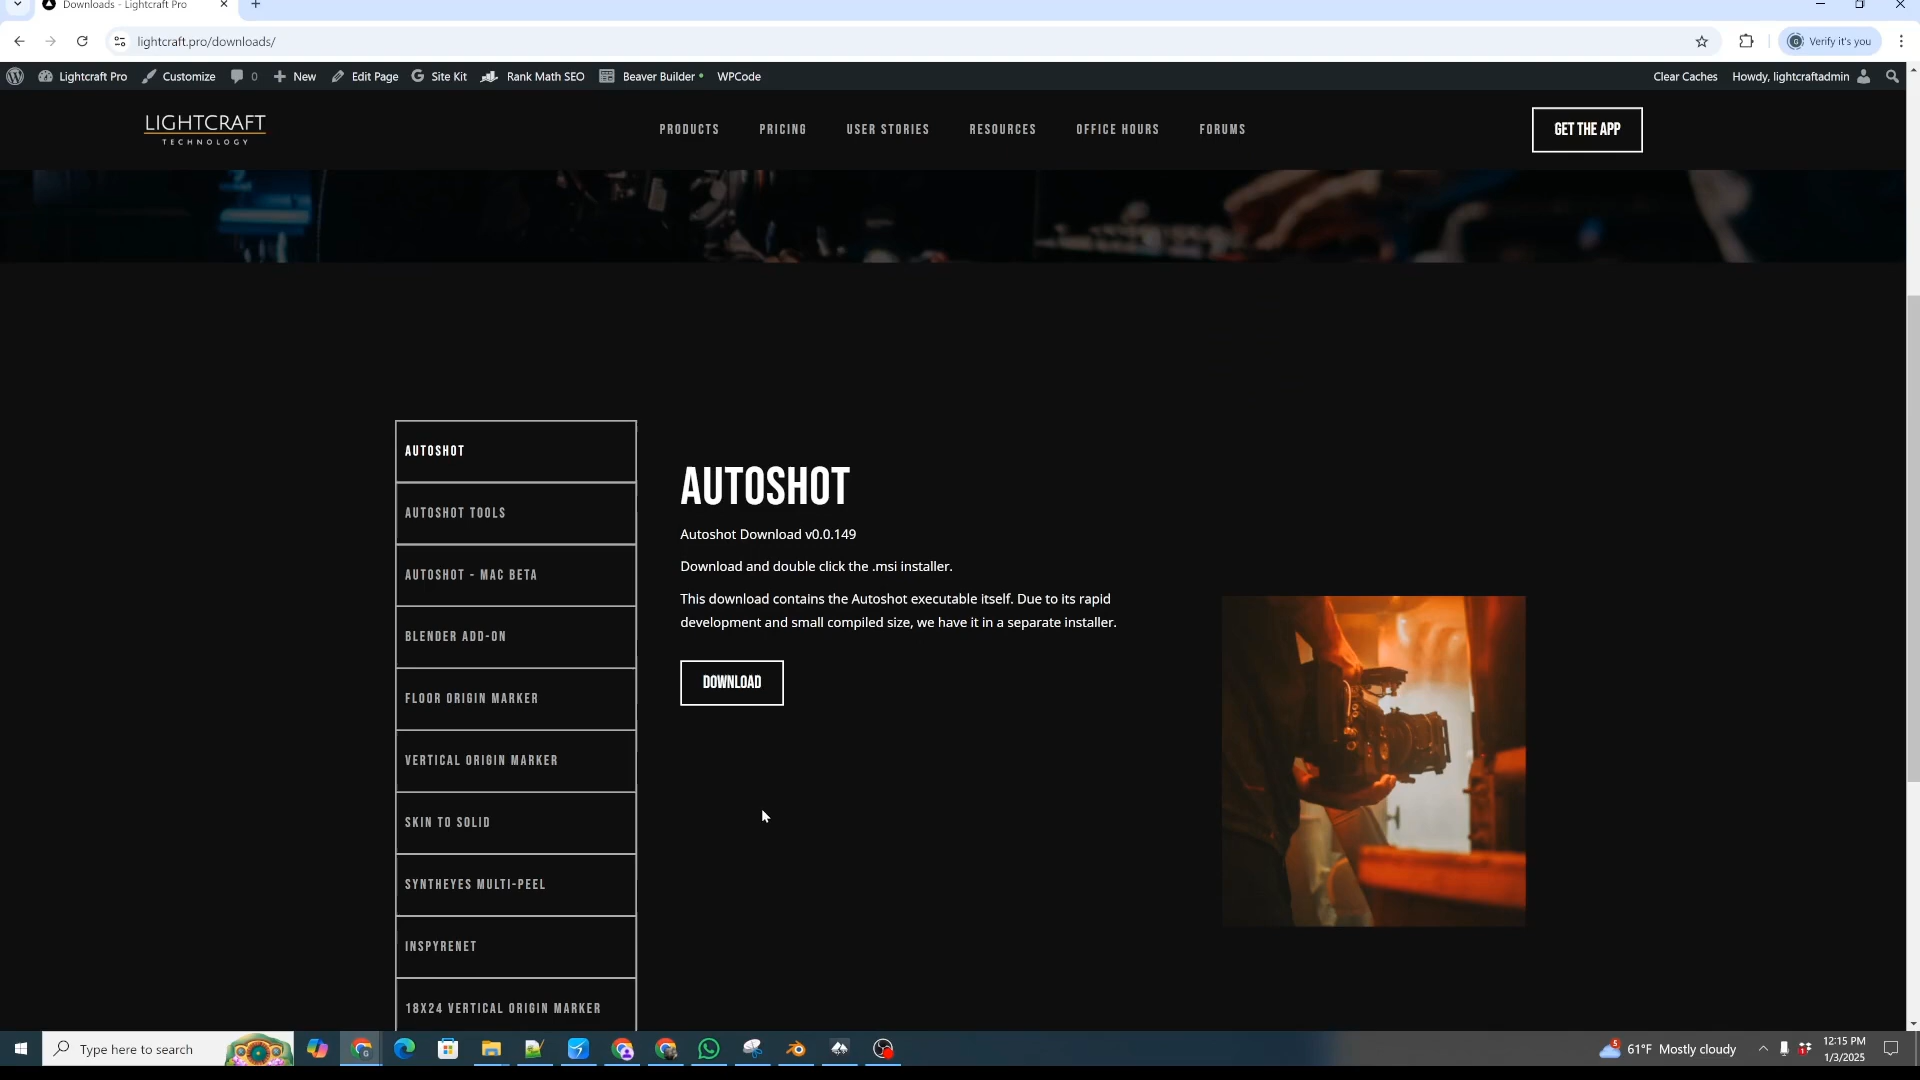 Downloads - Lightcraft Pro
lightcraft.pro/downloads/
Verify it's you
Lightcraft Pro Customize 0 New Edit Page Site Kit Rank Math SEO Beaver Builder WPCode Clear Caches Howdy, lightcraftadmin
LIGHTCRAFT
TECHNOLOGY
PRODUCTS PRICING USER STORIES RESOURCES OFFICE HOURS FORUMS
GET THE APP
AUTOSHOT
AUTOSHOT TOOLS
AUTOSHOT - MAC BETA
BLENDER ADD-ON
FLOOR ORIGIN MARKER
VERTICAL ORIGIN MARKER
SKIN TO SOLID
SYNTHEYES MULTI-PEEL
INSPYRENET
18X24 VERTICAL ORIGIN MARKER
AUTOSHOT
Autoshot Download v0.0.149
Download and double click the .msi installer.
This download contains the Autoshot executable itself. Due to its rapid
development and small compiled size, we have it in a separate installer.
DOWNLOAD
Type here to search
5
61°F Mostly cloudy
1
12:15 PM
1/3/2025